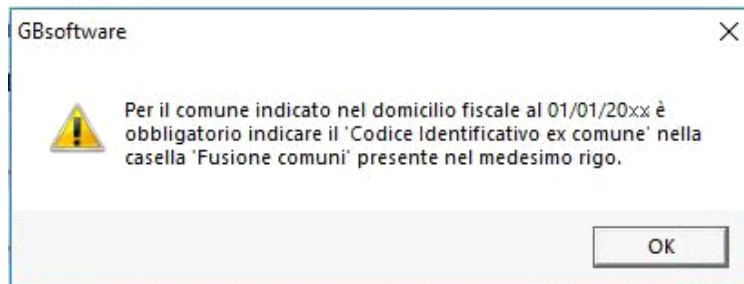 GBsoftware
Per il comune indicato nel domicilio fiscale al 01/01/20xx è
obbligatorio indicare il 'Codice Identificativo ex comune' nella
casella 'Fusione comuni' presente nel medesimo rigo.
OK